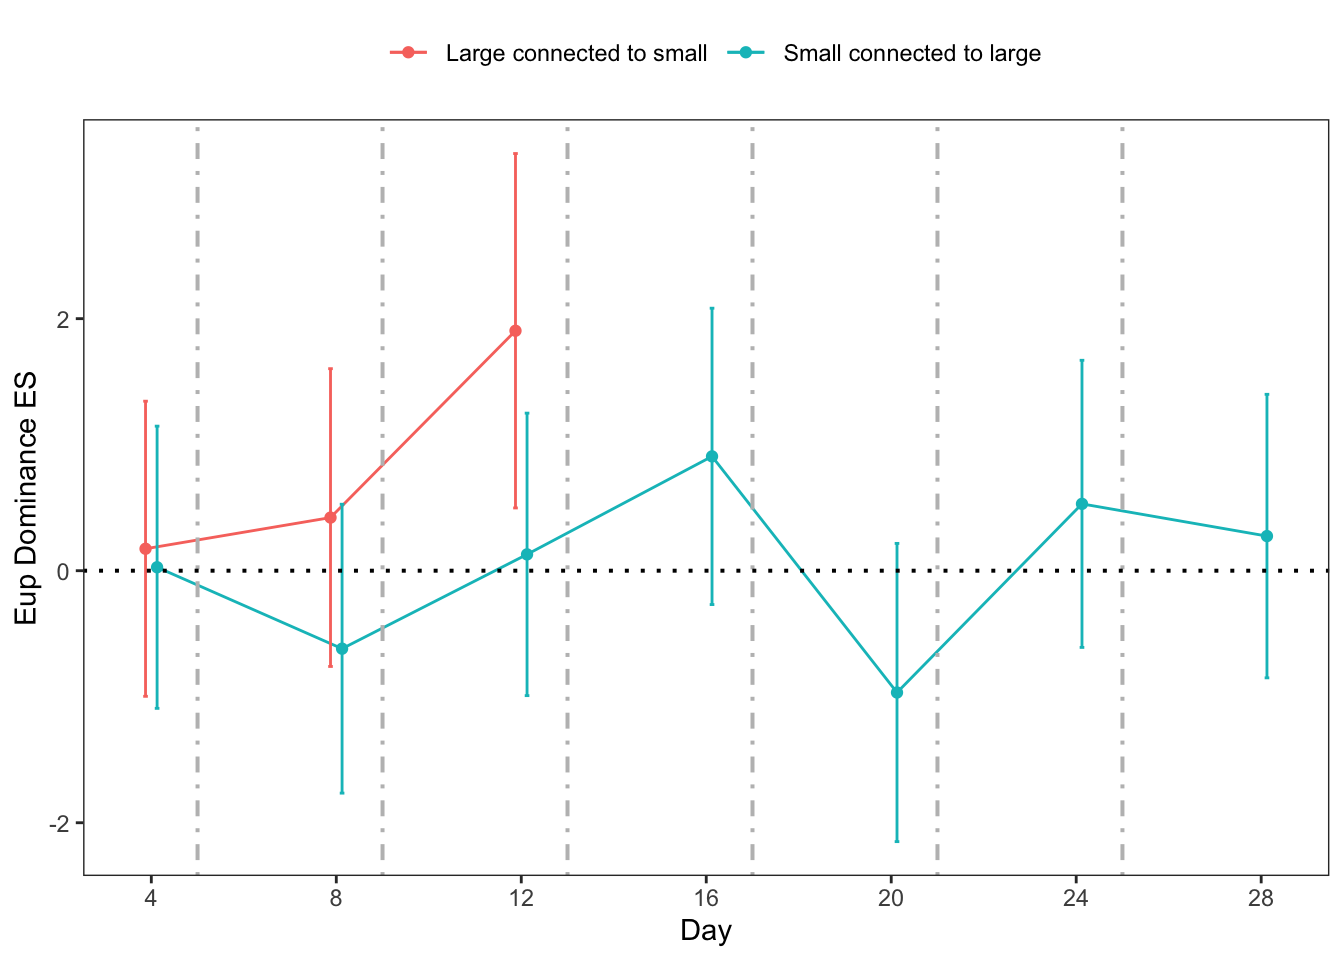 Large connected to small Small connected to large
Eup Dominance ES
2
0
-2
4 8 12 16 20 24 28
Day